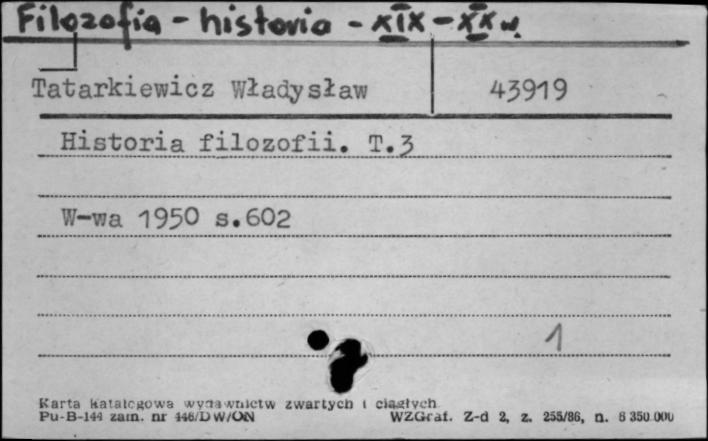 Filozofia - historia - XIX - XX w.
Tatarkiewicz Władysław 43919
Historia filozofii. T.3
W-wa 1950 s.602
1
Karta katalogowa wydawnictw zwartych i ciągłych
Pu-B-144 zam. nr 446/DW/ON WZGraf. Z-d 2, z. 255/86, n. 6 350 000